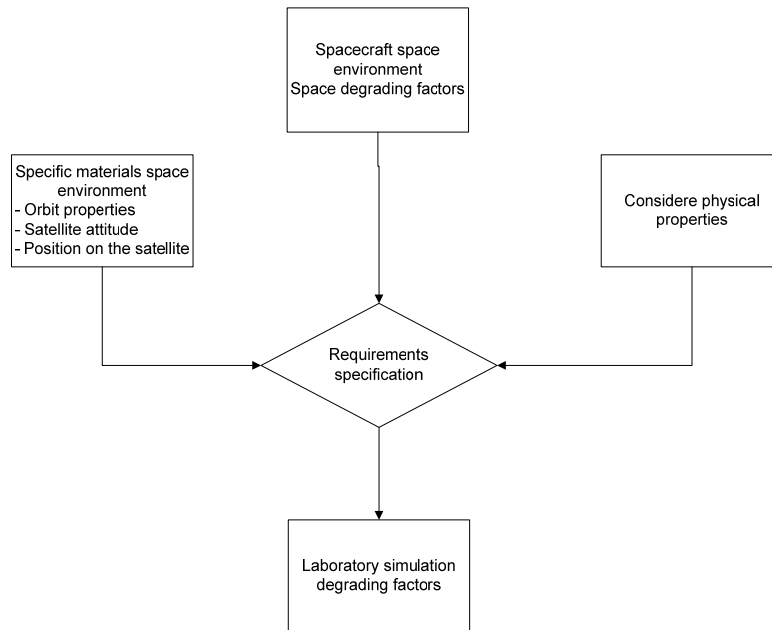 Spacecraft space
environment
Space degrading factors
Specific materials space
environment
- Orbit properties
- Satellite attitude
- Position on the satellite
Considere physical
properties
Requirements
specification
Laboratory simulation
degrading factors